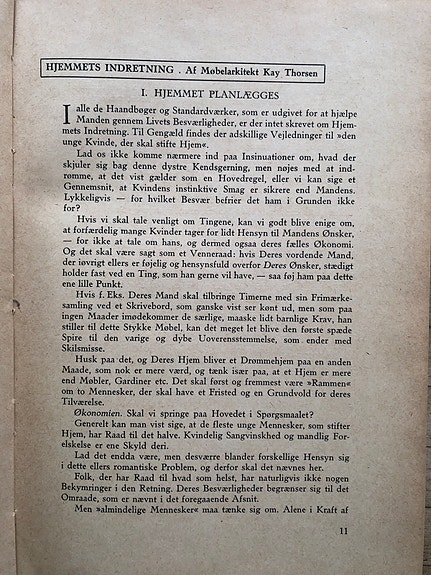 HJEMMETS INDRETNING . Af Møbelarkitekt Kay Thorsen
I. HJEMMET PLANLÆGGES
I alle de Haandbøger og Standardværker, som er udgivet for at hjælpe
Manden gennem Livets Besværligheder, er der intet skrevet om Hjem-
mets Indretning. Til Gengæld findes der adskillige Vejledninger til »den
unge Kvinde, der skal stifte Hjem«.
Lad os ikke komme nærmere ind paa Insinuationer om, hvad der
skjuler sig bag denne dystre Kendsgerning, men nøjes med at ind-
romme, at det vist gælder som en Hovedregel, eller vi kan sige et
Gennemsnit, at Kvindens instinktive Smag er sikrere end Mandens.
Lykkeligvis — for hvilket Besvær befrier det ham i Grunden ikke
for?
Hvis vi skal tale venligt om Tingene, kan vi godt blive enige om,
at forfærdelig mange Kvinder tager for lidt Hensyn til Mandens Ønsker,
— for ikke at tale om hans, og dermed ogsaa deres fælles Økonomi.
Og det skal være sagt som et Venneraad: hvis Deres vordende Mand,
der iøvrigt ellers er føjelig og hensynsfuld overfor Deres Ønsker, stædigt
holder fast ved en Ting, som han gerne vil have, — saa føj ham paa dette
ene lille Punkt.
Hvis f. Eks. Deres Mand skal tilbringe Timerne med sin Frimærke-
samling ved et Skrivebord, som ganske vist ser kønt ud, men som paa
ingen Maader imødekommer de særlige, maaske lidt barnlige Krav, han
stiller til dette Stykke Møbel, kan det meget let blive den første spæde
Spire til den varige og dybe Uoverensstemmelse, som ender med
Skilsmisse.
Husk paa det, og Deres Hjem bliver et Drømmehjem paa en anden
Maade, som nok er mere værd, og tænk især paa, at et Hjem er mere
end Møbler, Gardiner etc. Det skal først og fremmest være »Rammen«
om to Mennesker, der skal have et Fristed og en Grundvold for deres
Tilværelse.
Økonomien. Skal vi springe paa Hovedet i Spørgsmaalet?
Generelt kan man vist sige, at de fleste unge Mennesker, som stifter
Hjem, har Raad til det halve. Kvindelig Sangvinskhed og mandlig For-
elskelse er ene Skyld deri.
Lad det endda være, men desværre blander forskellige Hensyn sig
i dette ellers romantiske Problem, og derfor skal det nævnes her.
Folk, der har Raad til hvad som helst, har naturligvis ikke nogen
Bekymringer i den Retning. Deres Besværligheder begrænser sig til det
Omraade, som er nævnt i det foregaaende Afsnit.
Men »almindelige Mennesker« maa tænke sig om. Alene i Kraft af
11